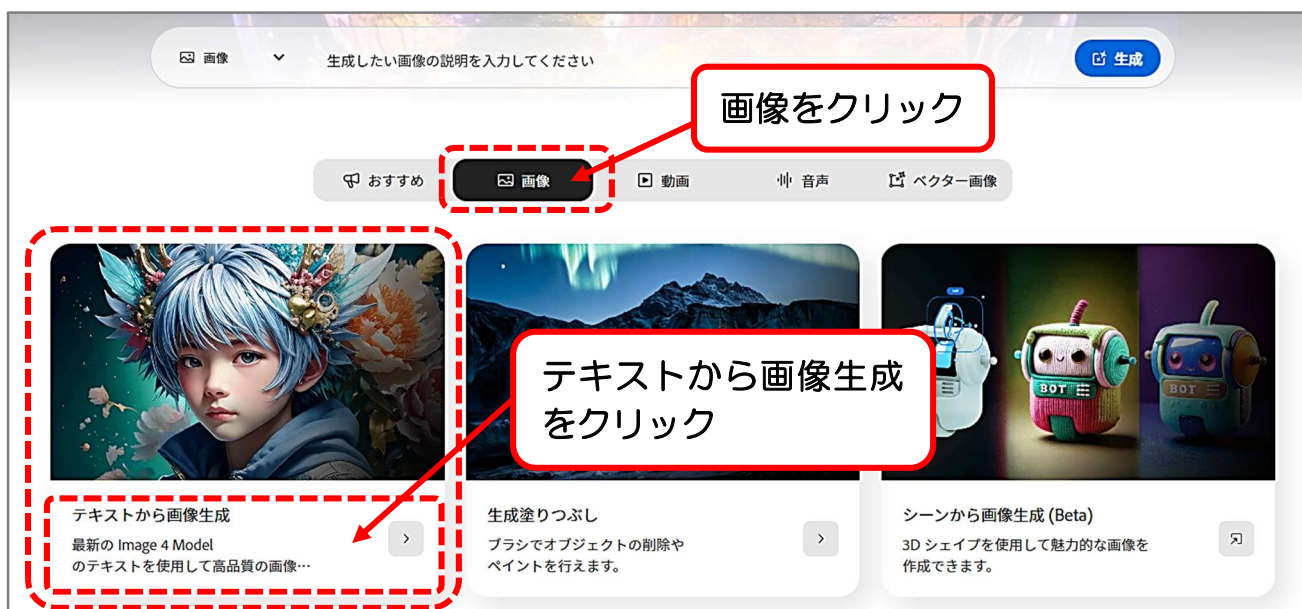 画像
生成したい画像の説明を入力してください
生成
画像をクリック
おすすめ
画像
動画
音声
ベクター画像
テキストから画像生成
をクリック
BOT
BOT
テキストから画像生成
最新の Image 4 Model
のテキストを使用して高品質の画像…
生成塗りつぶし
ブラシでオブジェクトの削除や
ペイントを行えます。
シーンから画像生成 (Beta)
3D シェイプを使用して魅力的な画像を
作成できます。